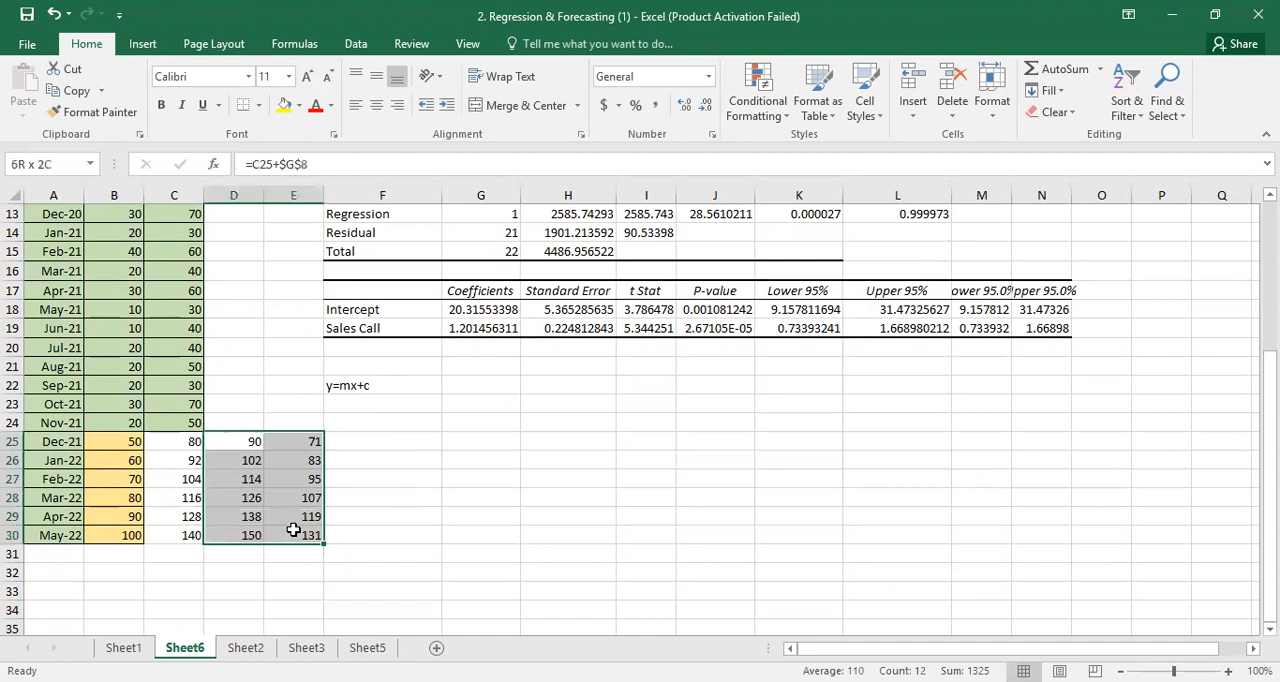 2. Regression & Forecasting (1) - Excel (Product Activation Failed)
File Home Insert Page Layout Formulas Data Review View Tell me what you want to do... Share
Paste Cut Copy Format Painter Clipboard
Calibri 11 B I U Font
Wrap Text Merge & Center Alignment
General $ % , Number
Conditional Formatting Format as Table Cell Styles Styles
Insert Delete Format Cells
AutoSum Fill Clear Sort & Filter Find & Select Editing
6R x 2C fx =C25+$G$8
A B C D E F G H I J K L M N O P Q
13 Dec-20 30 70 Regression 1 2585.74293 2585.743 28.5610211 0.000027 0.999973
14 Jan-21 20 30 Residual 21 1901.213592 90.53398
15 Feb-21 40 60 Total 22 4486.956522
16 Mar-21 20 40
17 Apr-21 30 60 Coefficients Standard Error t Stat P-value Lower 95% Upper 95% ower 95.0% pper 95.0%
18 May-21 10 30 Intercept 20.31553398 5.365285635 3.786478 0.001081242 9.157811694 31.47325627 9.157812 31.47326
19 Jun-21 10 40 Sales Call 1.201456311 0.224812843 5.344251 2.67105E-05 0.73393241 1.668980212 0.733932 1.66898
20 Jul-21 20 40
21 Aug-21 20 50
22 Sep-21 20 30 y=mx+c
23 Oct-21 30 70
24 Nov-21 20 50
25 Dec-21 50 80 90 71
26 Jan-22 60 92 102 83
27 Feb-22 70 104 114 95
28 Mar-22 80 116 126 107
29 Apr-22 90 128 138 119
30 May-22 100 140 150 131
31
32
33
34
35
Sheet1 Sheet6 Sheet2 Sheet3 Sheet5
Ready Average: 110 Count: 12 Sum: 1325 100%